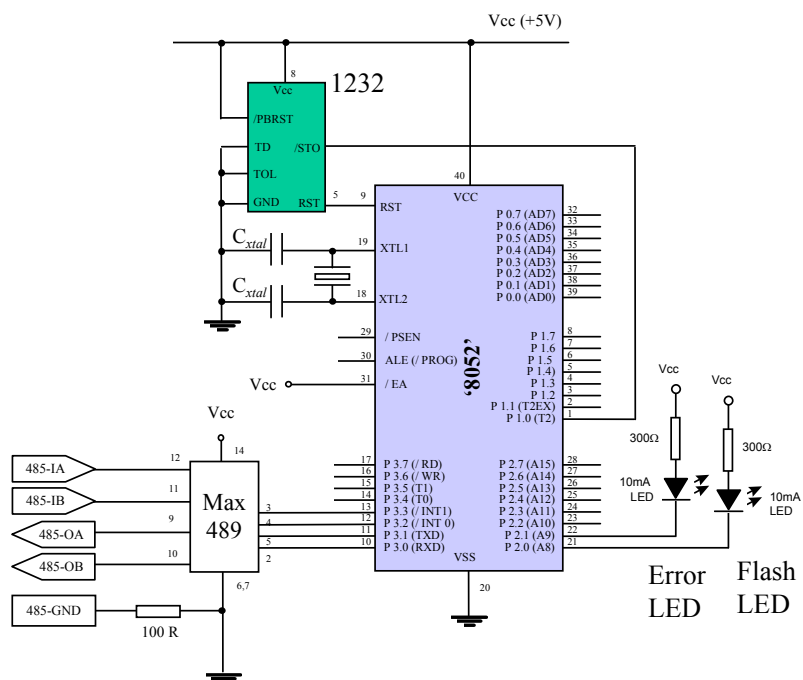 Vcc (+5V)
1232
8
Vcc
/PBRST
TD
/STO
TOL
GND
RST
5
9
RST
40
VCC
Cxtal
19
XTL1
Cxtal
18
XTL2
29
/ PSEN
30
ALE (/ PROG)
Vcc
31
/ EA
'8052'
P 0.7 (AD7)
32
P 0.6 (AD6)
33
P 0.5 (AD5)
34
P 0.4 (AD4)
35
P 0.3 (AD3)
36
P 0.2 (AD2)
37
P 0.1 (AD1)
38
P 0.0 (AD0)
39
P 1.7
8
P 1.6
7
P 1.5
6
P 1.4)
5
P 1.3
4
P 1.2
3
P 1.1 (T2EX)
2
P 1.0 (T2)
1
17
P 3.7 (/ RD)
16
P 3.6 (/ WR)
15
P 3.5 (T1)
14
P 3.4 (T0)
13
P 3.3 (/ INT1)
12
P 3.2 (/ INT 0)
11
P 3.1 (TXD)
10
P 3.0 (RXD)
P 2.7 (A15)
28
P 2.6 (A14)
27
P 2.5 (A13)
26
P 2.4 (A12)
25
P 2.3 (A11)
24
P 2.2 (A10)
23
P 2.1 (A9)
22
P 2.0 (A8)
21
VSS
20
Vcc
Vcc
300Ω
300Ω
10mA
LED
10mA
LED
Error
LED
Flash
LED
Vcc
14
485-IA
12
485-IB
11
485-OA
9
485-OB
10
Max
489
3
4
5
2
6,7
485-GND
100 R